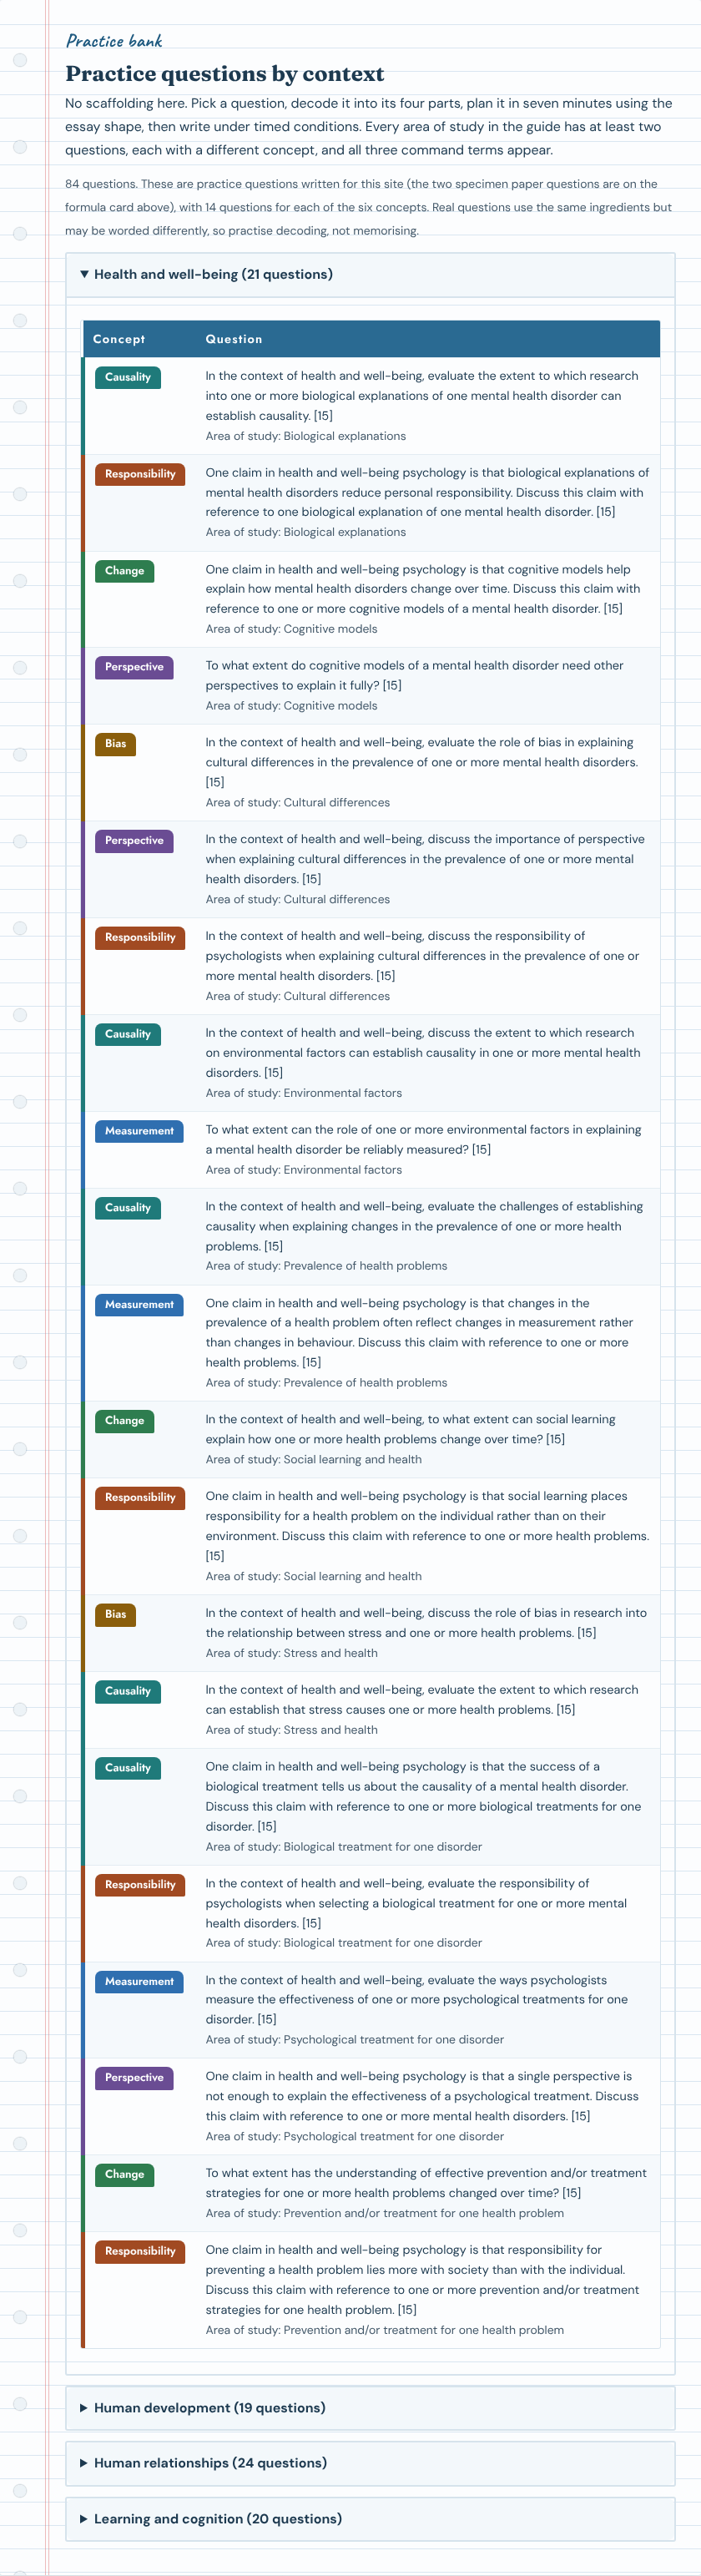 Practice bank
Practice questions by context
No scaffolding here. Pick a question, decode it into its four parts, plan it in seven minutes using the
essay shape, then write under timed conditions. Every area of study in the guide has at least two
questions, each with a different concept, and all three command terms appear.
84 questions. These are practice questions written for this site (the two specimen paper questions are on the
formula card above), with 14 questions for each of the six concepts. Real questions use the same ingredients but
may be worded differently, so practise decoding, not memorising.
▼ Health and well-being (21 questions)
Concept Question
Causality
In the context of health and well-being, evaluate the extent to which research
into one or more biological explanations of one mental health disorder can
establish causality. [15]
Area of study: Biological explanations
Responsibility
One claim in health and well-being psychology is that biological explanations of
mental health disorders reduce personal responsibility. Discuss this claim with
reference to one biological explanation of one mental health disorder. [15]
Area of study: Biological explanations
Change
One claim in health and well-being psychology is that cognitive models help
explain how mental health disorders change over time. Discuss this claim with
reference to one or more cognitive models of a mental health disorder. [15]
Area of study: Cognitive models
Perspective
To what extent do cognitive models of a mental health disorder need other
perspectives to explain it fully? [15]
Area of study: Cognitive models
Bias
In the context of health and well-being, evaluate the role of bias in explaining
cultural differences in the prevalence of one or more mental health disorders.
[15]
Area of study: Cultural differences
Perspective
In the context of health and well-being, discuss the importance of perspective
when explaining cultural differences in the prevalence of one or more mental
health disorders. [15]
Area of study: Cultural differences
Responsibility
In the context of health and well-being, discuss the responsibility of
psychologists when explaining cultural differences in the prevalence of one or
more mental health disorders. [15]
Area of study: Cultural differences
Causality
In the context of health and well-being, discuss the extent to which research
on environmental factors can establish causality in one or more mental health
disorders. [15]
Area of study: Environmental factors
Measurement
To what extent can the role of one or more environmental factors in explaining
a mental health disorder be reliably measured? [15]
Area of study: Environmental factors
Causality
In the context of health and well-being, evaluate the challenges of establishing
causality when explaining changes in the prevalence of one or more health
problems. [15]
Area of study: Prevalence of health problems
Measurement
One claim in health and well-being psychology is that changes in the
prevalence of a health problem often reflect changes in measurement rather
than changes in behaviour. Discuss this claim with reference to one or more
health problems. [15]
Area of study: Prevalence of health problems
Change
In the context of health and well-being, to what extent can social learning
explain how one or more health problems change over time? [15]
Area of study: Social learning and health
Responsibility
One claim in health and well-being psychology is that social learning places
responsibility for a health problem on the individual rather than on their
environment. Discuss this claim with reference to one or more health problems.
[15]
Area of study: Social learning and health
Bias
In the context of health and well-being, discuss the role of bias in research into
the relationship between stress and one or more health problems. [15]
Area of study: Stress and health
Causality
In the context of health and well-being, evaluate the extent to which research
can establish that stress causes one or more health problems. [15]
Area of study: Stress and health
Causality
One claim in health and well-being psychology is that the success of a
biological treatment tells us about the causality of a mental health disorder.
Discuss this claim with reference to one or more biological treatments for one
disorder. [15]
Area of study: Biological treatment for one disorder
Responsibility
In the context of health and well-being, evaluate the responsibility of
psychologists when selecting a biological treatment for one or more mental
health disorders. [15]
Area of study: Biological treatment for one disorder
Measurement
In the context of health and well-being, evaluate the ways psychologists
measure the effectiveness of one or more psychological treatments for one
disorder. [15]
Area of study: Psychological treatment for one disorder
Perspective
One claim in health and well-being psychology is that a single perspective is
not enough to explain the effectiveness of a psychological treatment. Discuss
this claim with reference to one or more mental health disorders. [15]
Area of study: Psychological treatment for one disorder
Change
To what extent has the understanding of effective prevention and/or treatment
strategies for one or more health problems changed over time? [15]
Area of study: Prevention and/or treatment for one health problem
Responsibility
One claim in health and well-being psychology is that responsibility for
preventing a health problem lies more with society than with the individual.
Discuss this claim with reference to one or more prevention and/or treatment
strategies for one health problem. [15]
Area of study: Prevention and/or treatment for one health problem
▶ Human development (19 questions)
▶ Human relationships (24 questions)
▶ Learning and cognition (20 questions)